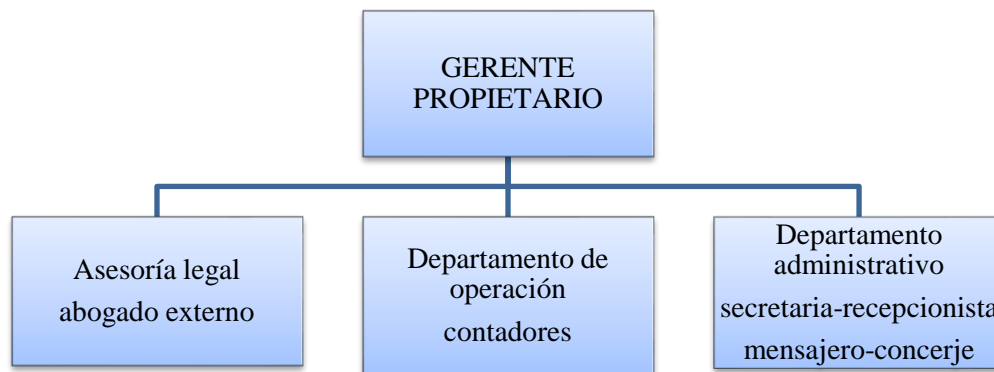 GERENTE
PROPIETARIO
Asesoría legal
abogado externo
Departamento de
operación
contadores
Departamento
administrativo
secretaria-recepcionista
mensajero-concerje